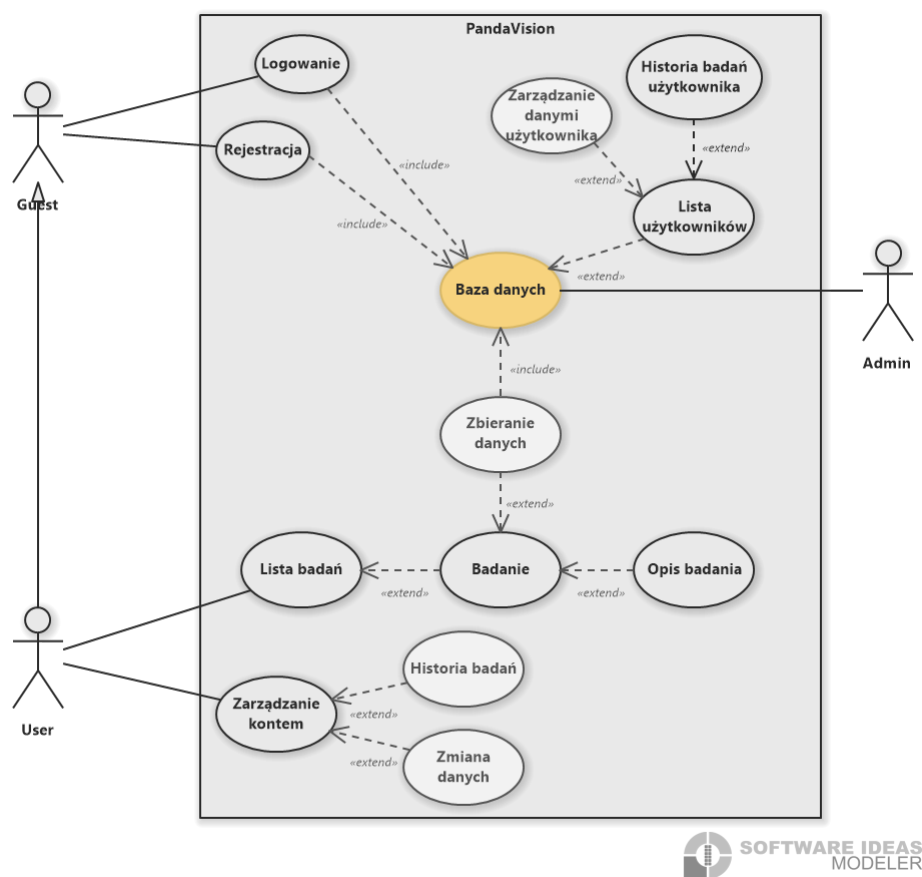 PandaVision
Logowanie
Historia badań
użytkownika
Zarządzanie
danymi
użytkownika
Rejestracja
«include»
«extend»
«extend»
Guest
Lista
użytkowników
«include»
«extend»
Baza danych
Admin
«include»
Zbieranie
danych
«extend»
Lista badań
Badanie
Opis badania
«extend»
«extend»
Historia badań
Zarządzanie
kontem
«extend»
User
Zmiana
danych
«extend»
SOFTWARE IDEAS
MODELER